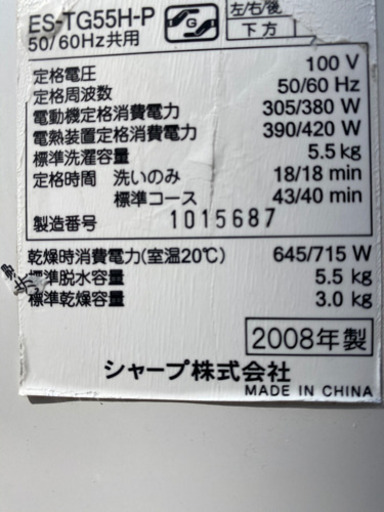 ES-TG55H-P
50/60Hz共用
G
左/右/後
下方
定格電圧 100 V
定格周波数 50/60 Hz
電動機定格消費電力 305/380 W
電熱装置定格消費電力 390/420 W
標準洗濯容量 5.5 kg
定格時間 洗いのみ 18/18 min
標準コース 43/40 min
製造番号 1015687
乾燥時消費電力(室温20℃) 645/715 W
標準脱水容量 5.5 kg
標準乾燥容量 3.0 kg
2008年製
シャープ株式会社
MADE IN CHINA